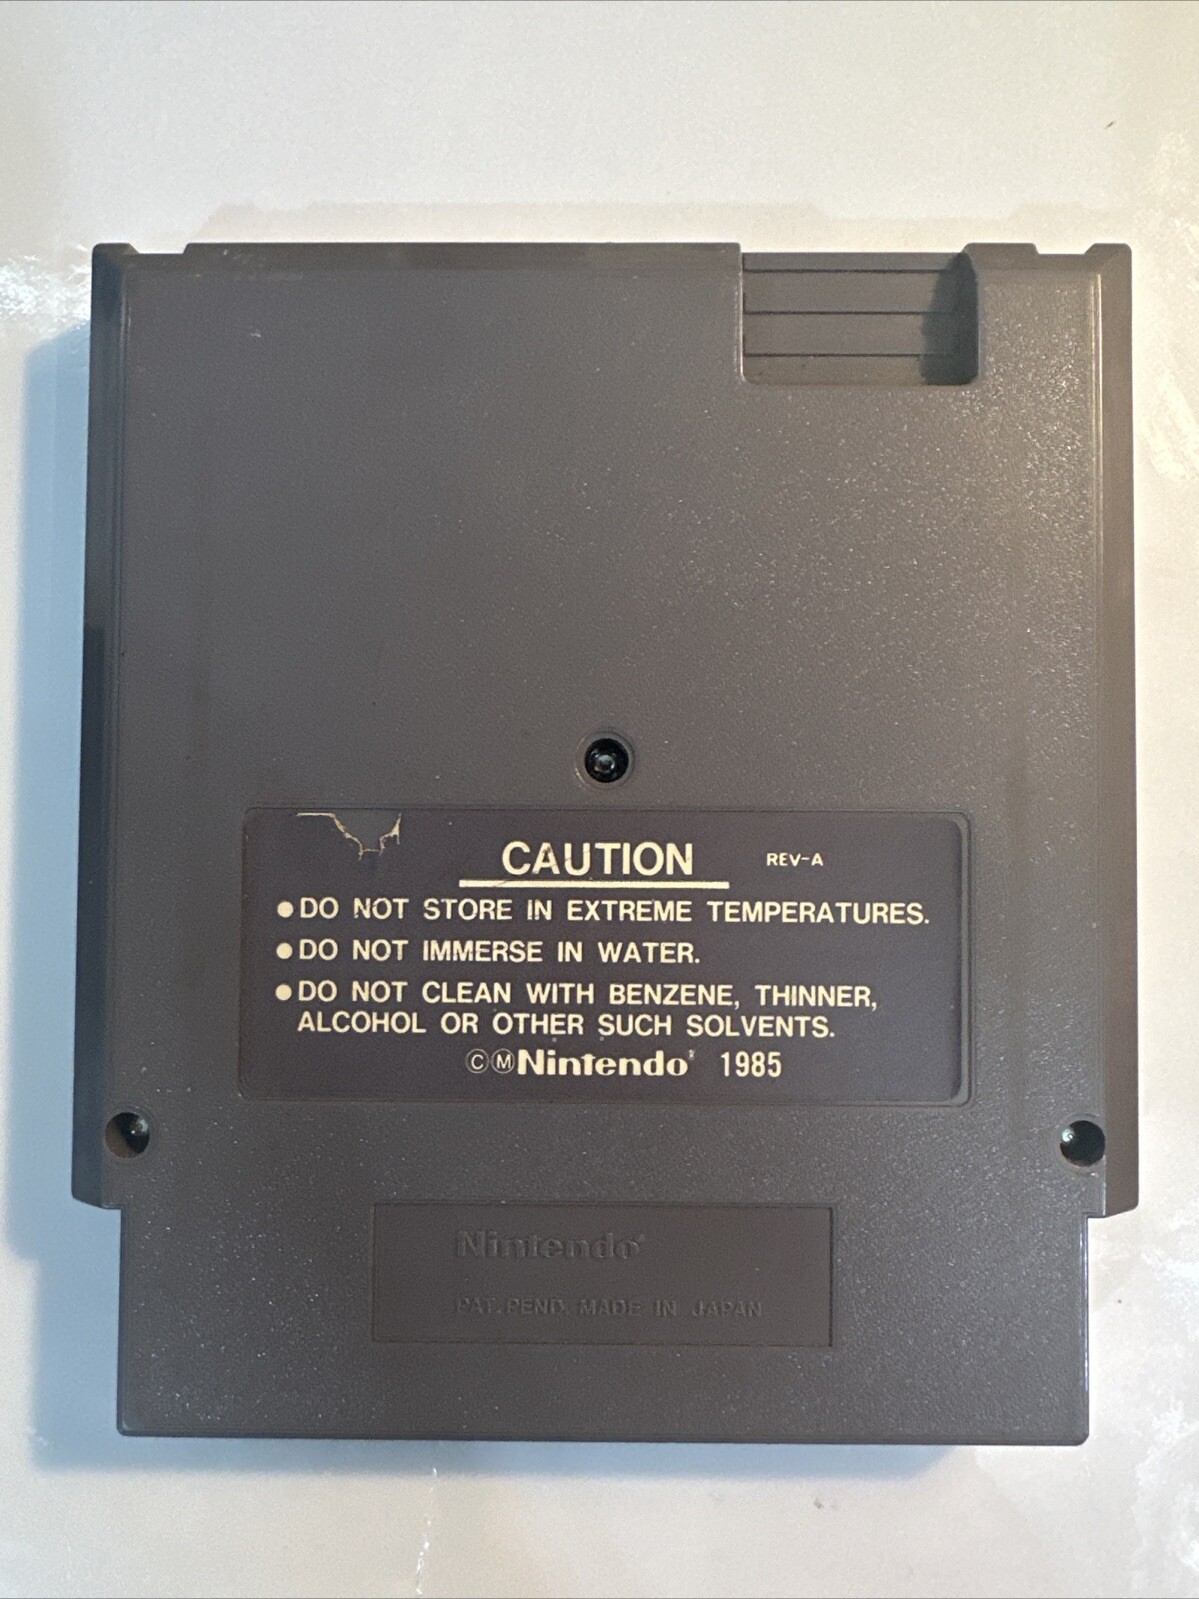 CAUTION REV-A
●DO NOT STORE IN EXTREME TEMPERATURES.
●DO NOT IMMERSE IN WATER.
●DO NOT CLEAN WITH BENZENE, THINNER,
ALCOHOL OR OTHER SUCH SOLVENTS.
ⒸⓂNintendo® 1985
Nintendo®
PAT. PEND. MADE IN JAPAN